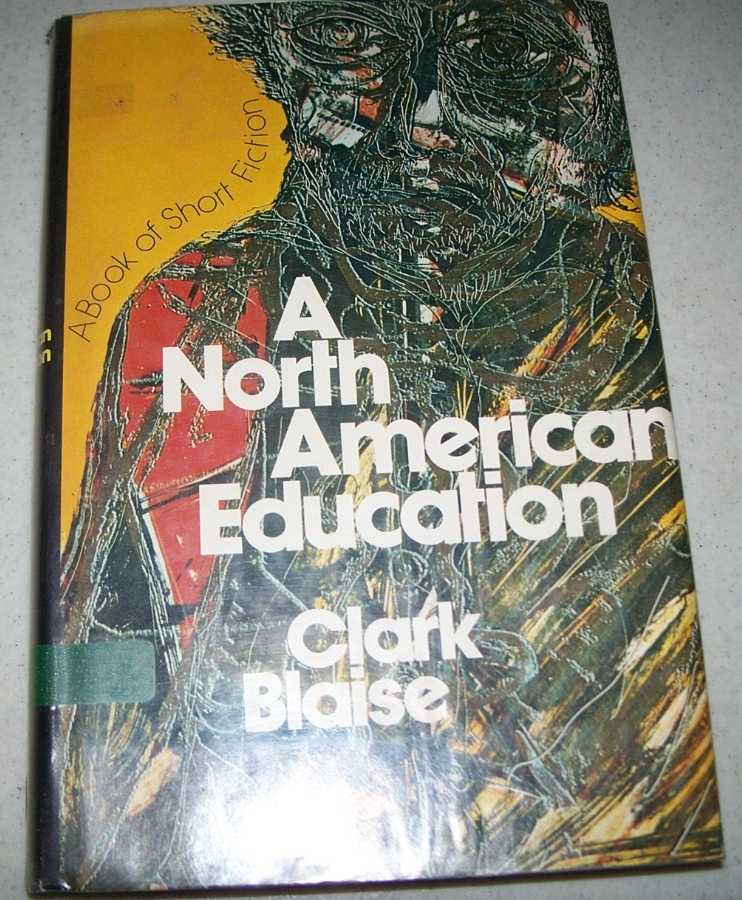 A Book of Short Fiction
A
North
American
Education
Clark
Blaise